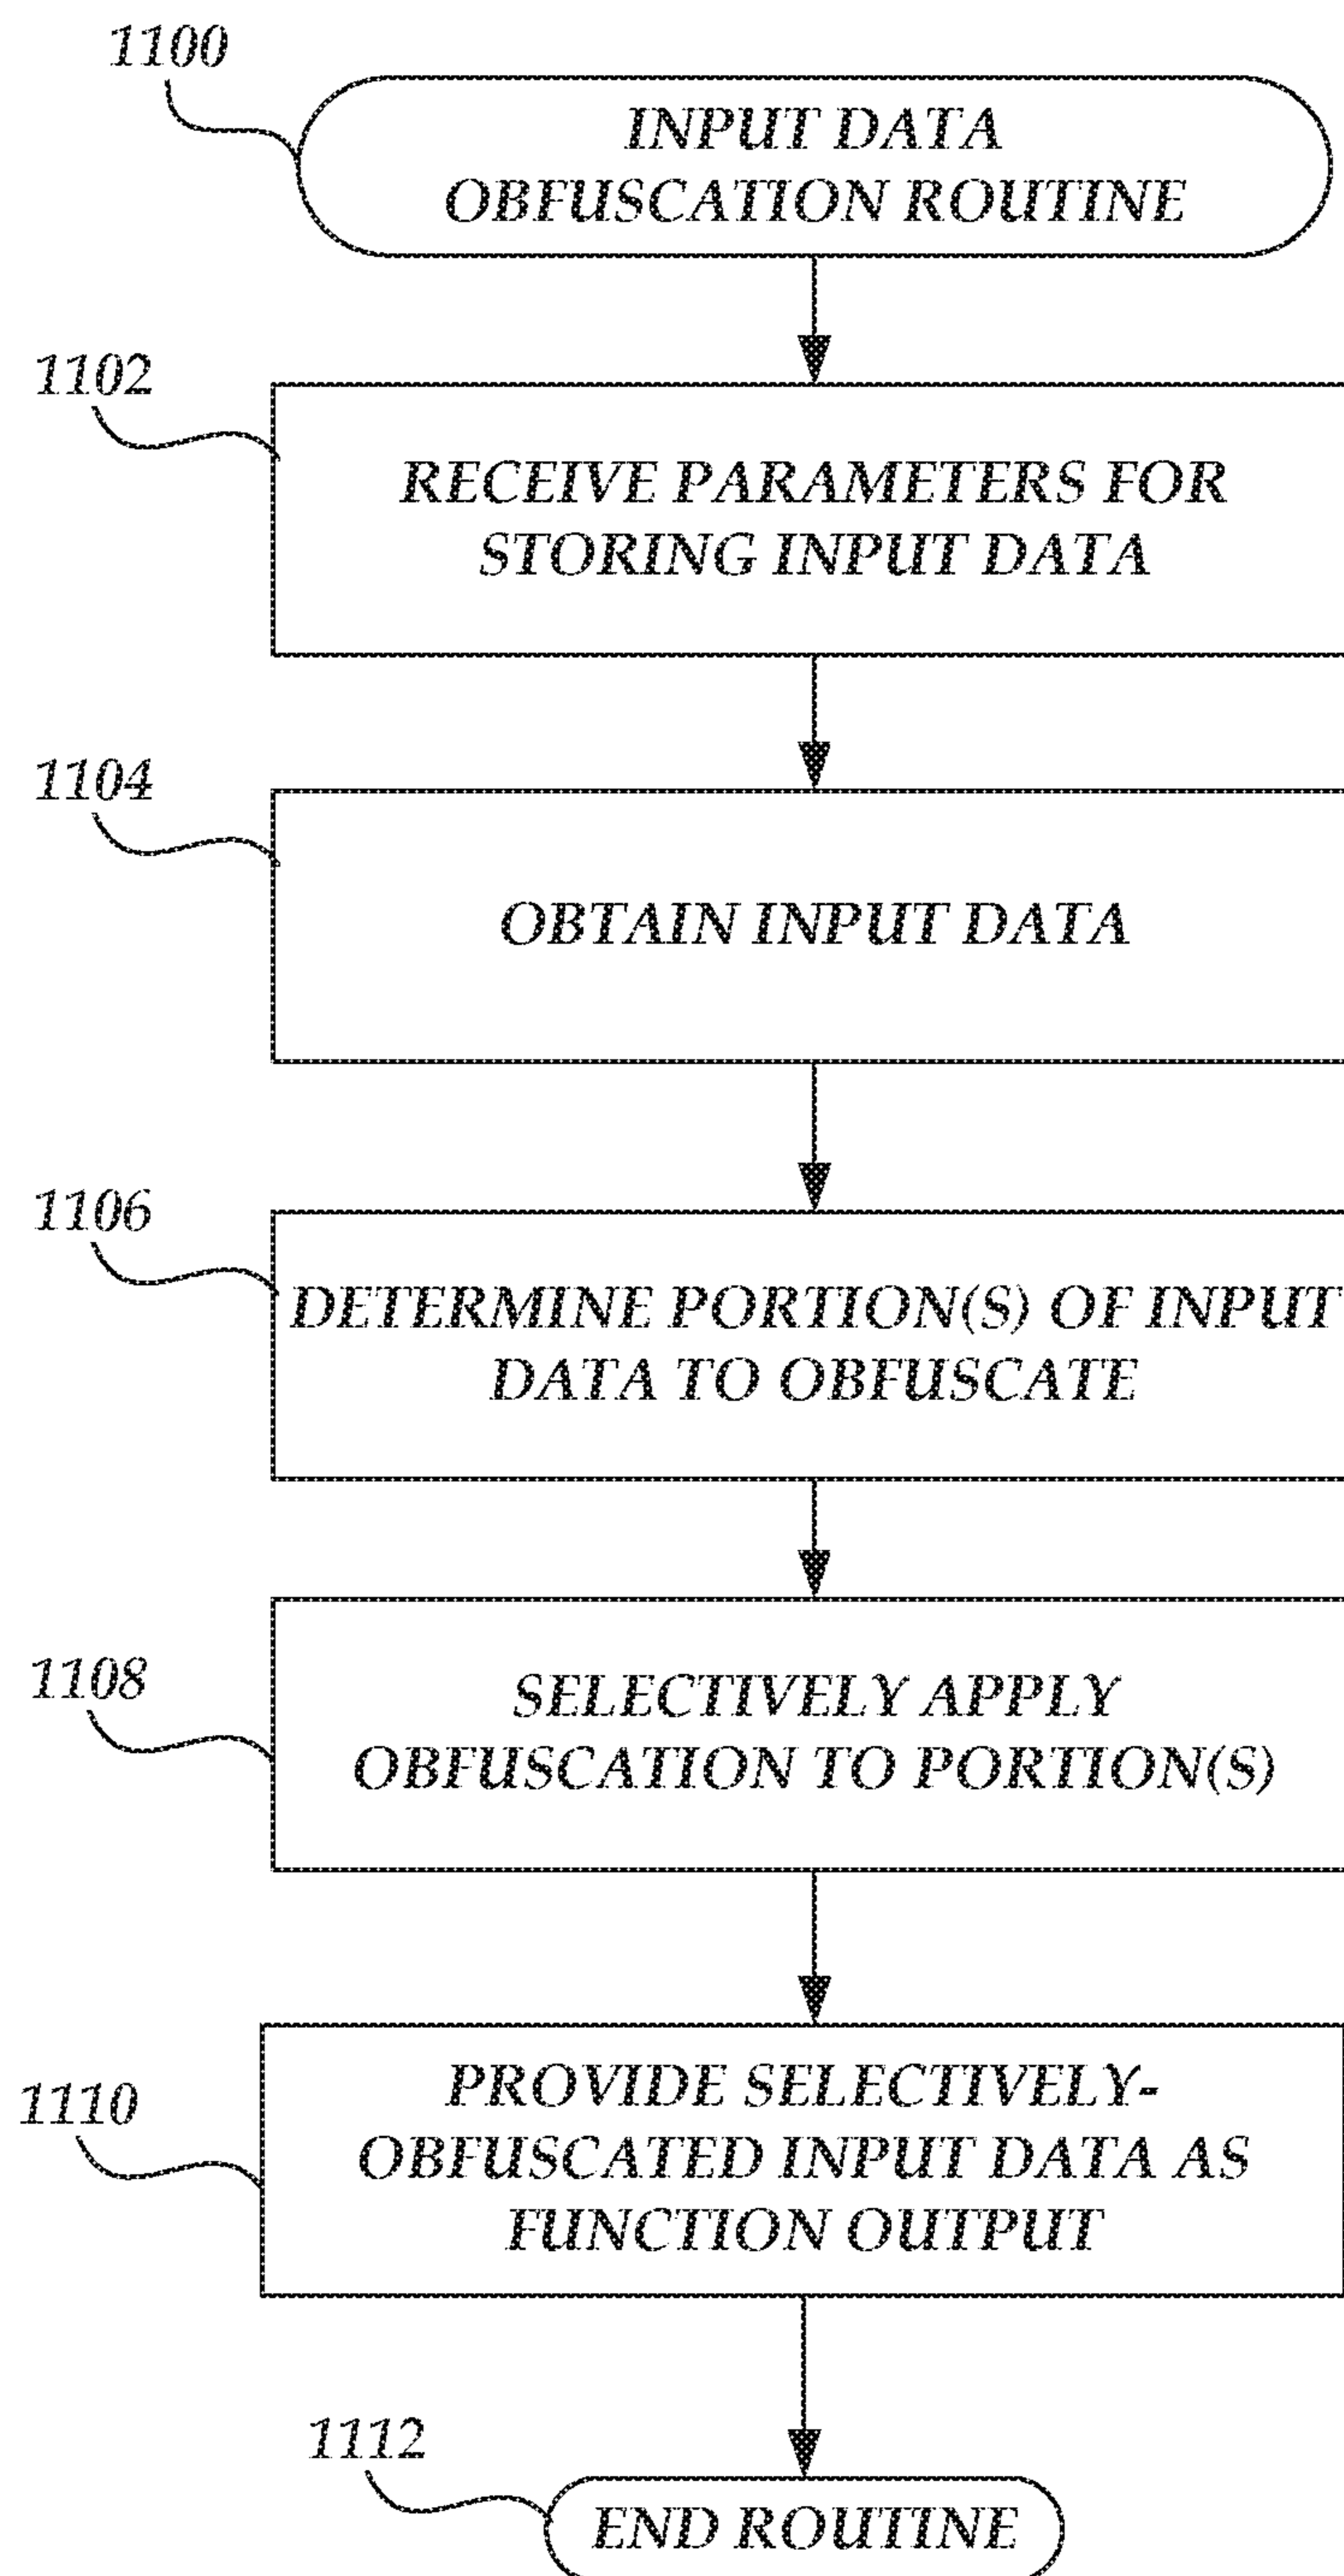 1100
INPUT DATA
OBFUSCATION ROUTINE
1102
RECEIVE PARAMETERS FOR
STORING INPUT DATA
1104
OBTAIN INPUT DATA
1106
DETERMINE PORTION(S) OF INPUT
DATA TO OBFUSCATE
1108
SELECTIVELY APPLY
OBFUSCATION TO PORTION(S)
1110
PROVIDE SELECTIVELY-
OBFUSCATED INPUT DATA AS
FUNCTION OUTPUT
1112
END ROUTINE